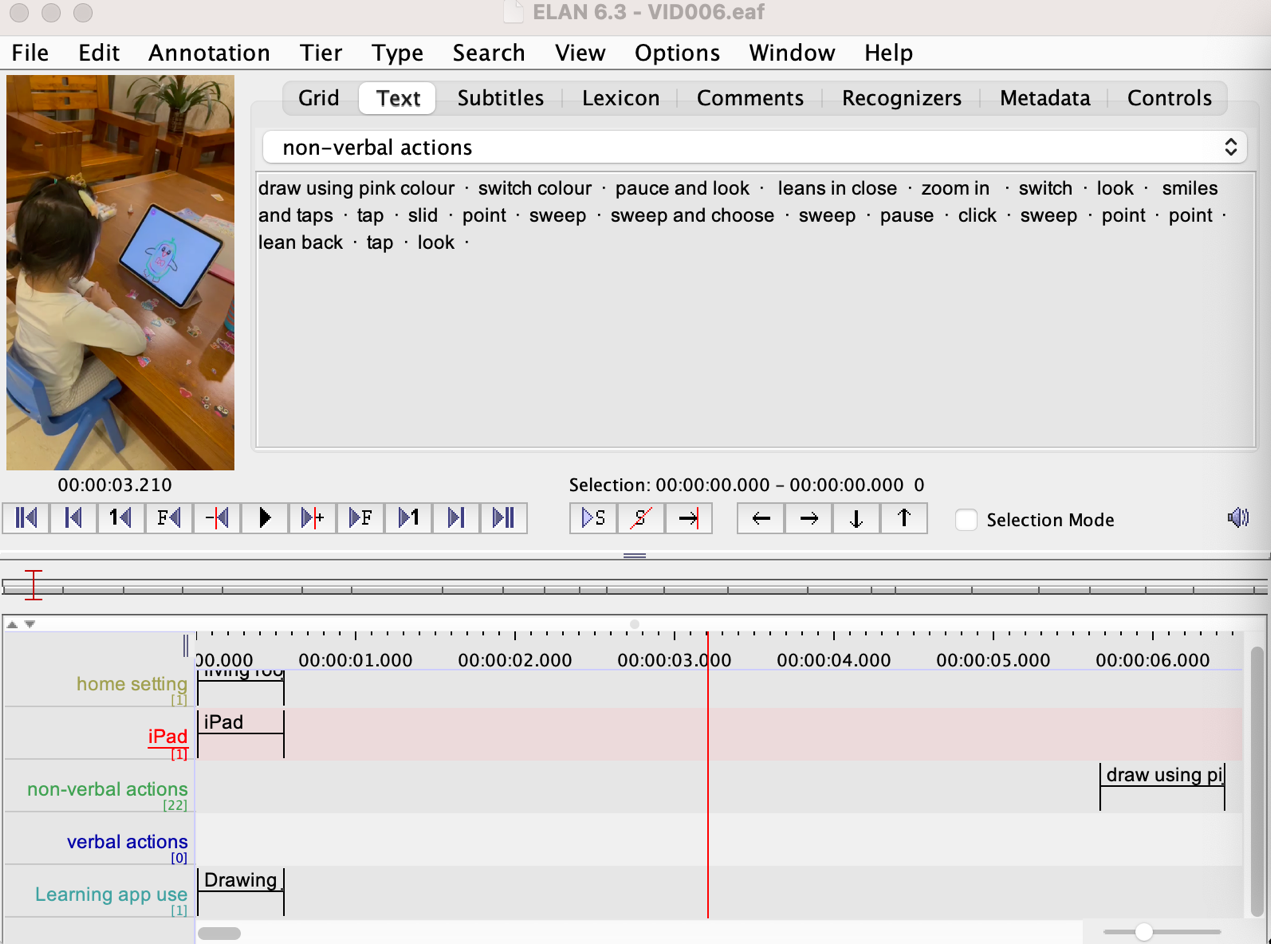 ELAN 6.3 - VID006.eaf
File Edit Annotation Tier Type Search View Options Window Help
Grid Text Subtitles Lexicon Comments Recognizers Metadata Controls
non-verbal actions
draw using pink colour · switch colour · pauce and look · leans in close · zoom in · switch · look · smiles
and taps · tap · slid · point · sweep · sweep and choose · sweep · pause · click · sweep · point · point ·
lean back · tap · look ·
00:00:03.210
Selection: 00:00:00.000 – 00:00:00.000 0
1 F + F 1
S S
Selection Mode
00.000 00:00:01.000 00:00:02.000 00:00:03.000 00:00:04.000 00:00:05.000 00:00:06.000
home setting
[1]
living roo
iPad
[1]
iPad
non-verbal actions
[22]
draw using pi
verbal actions
[0]
Learning app use
[1]
Drawing